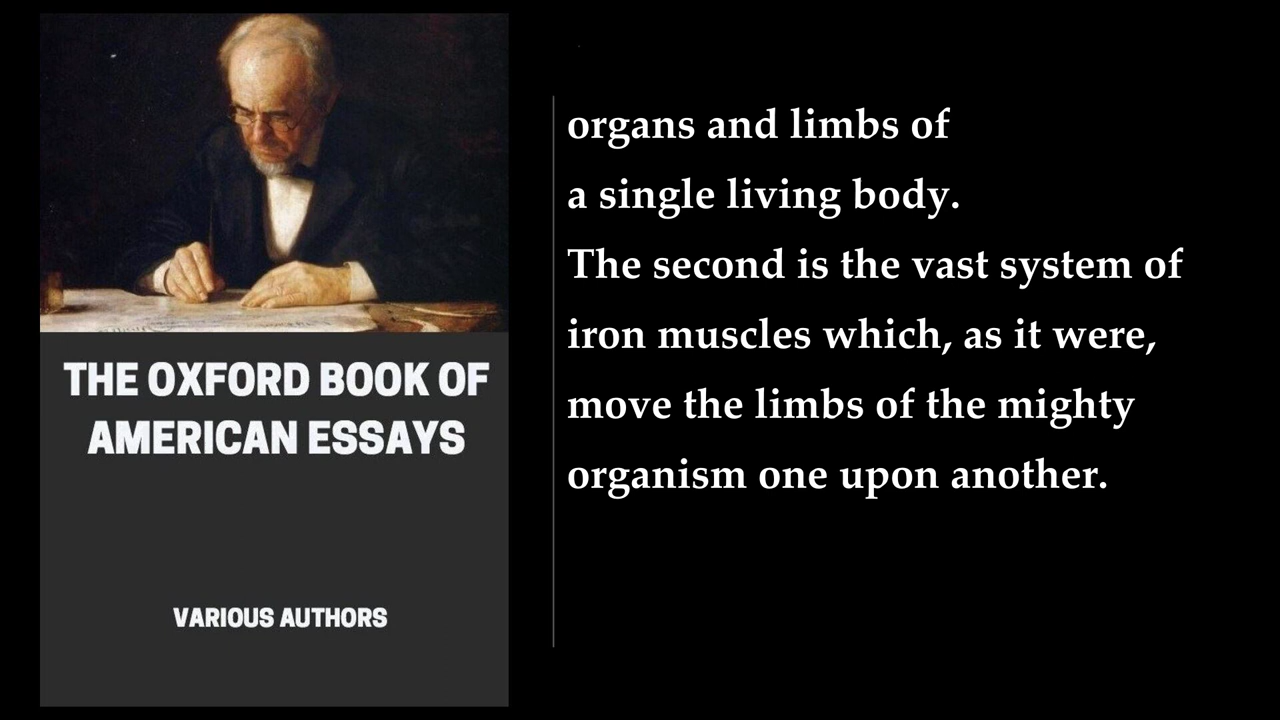 THE OXFORD BOOK OF
AMERICAN ESSAYS
VARIOUS AUTHORS
organs and limbs of
a single living body.
The second is the vast system of
iron muscles which, as it were,
move the limbs of the mighty
organism one upon another.